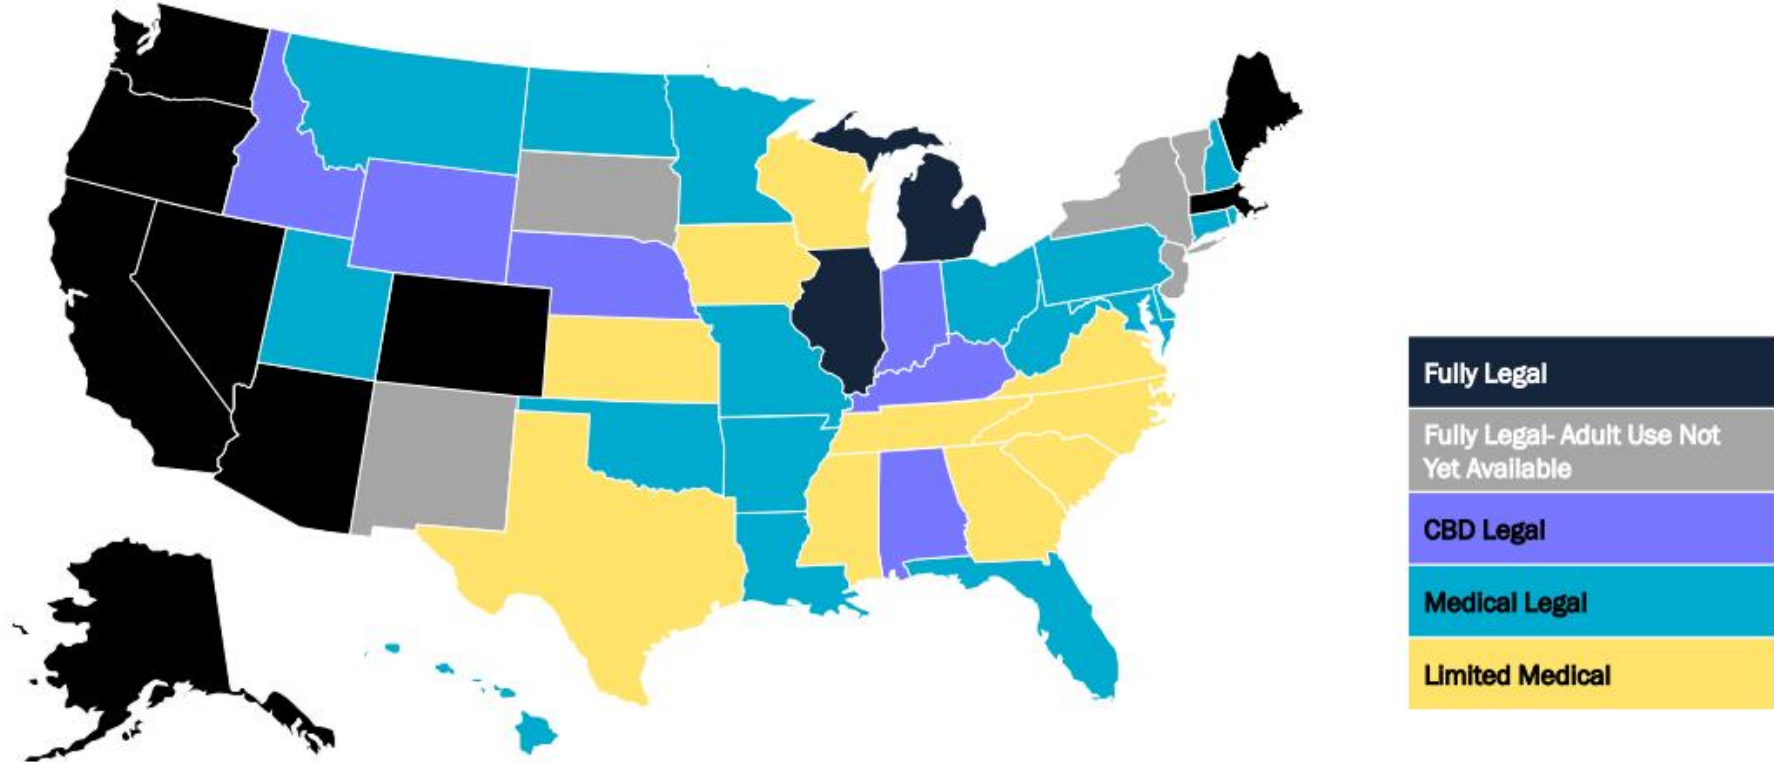 Fully Legal
Fully Legal- Adult Use Not
Yet Available
CBD Legal
Medical Legal
Limited Medical